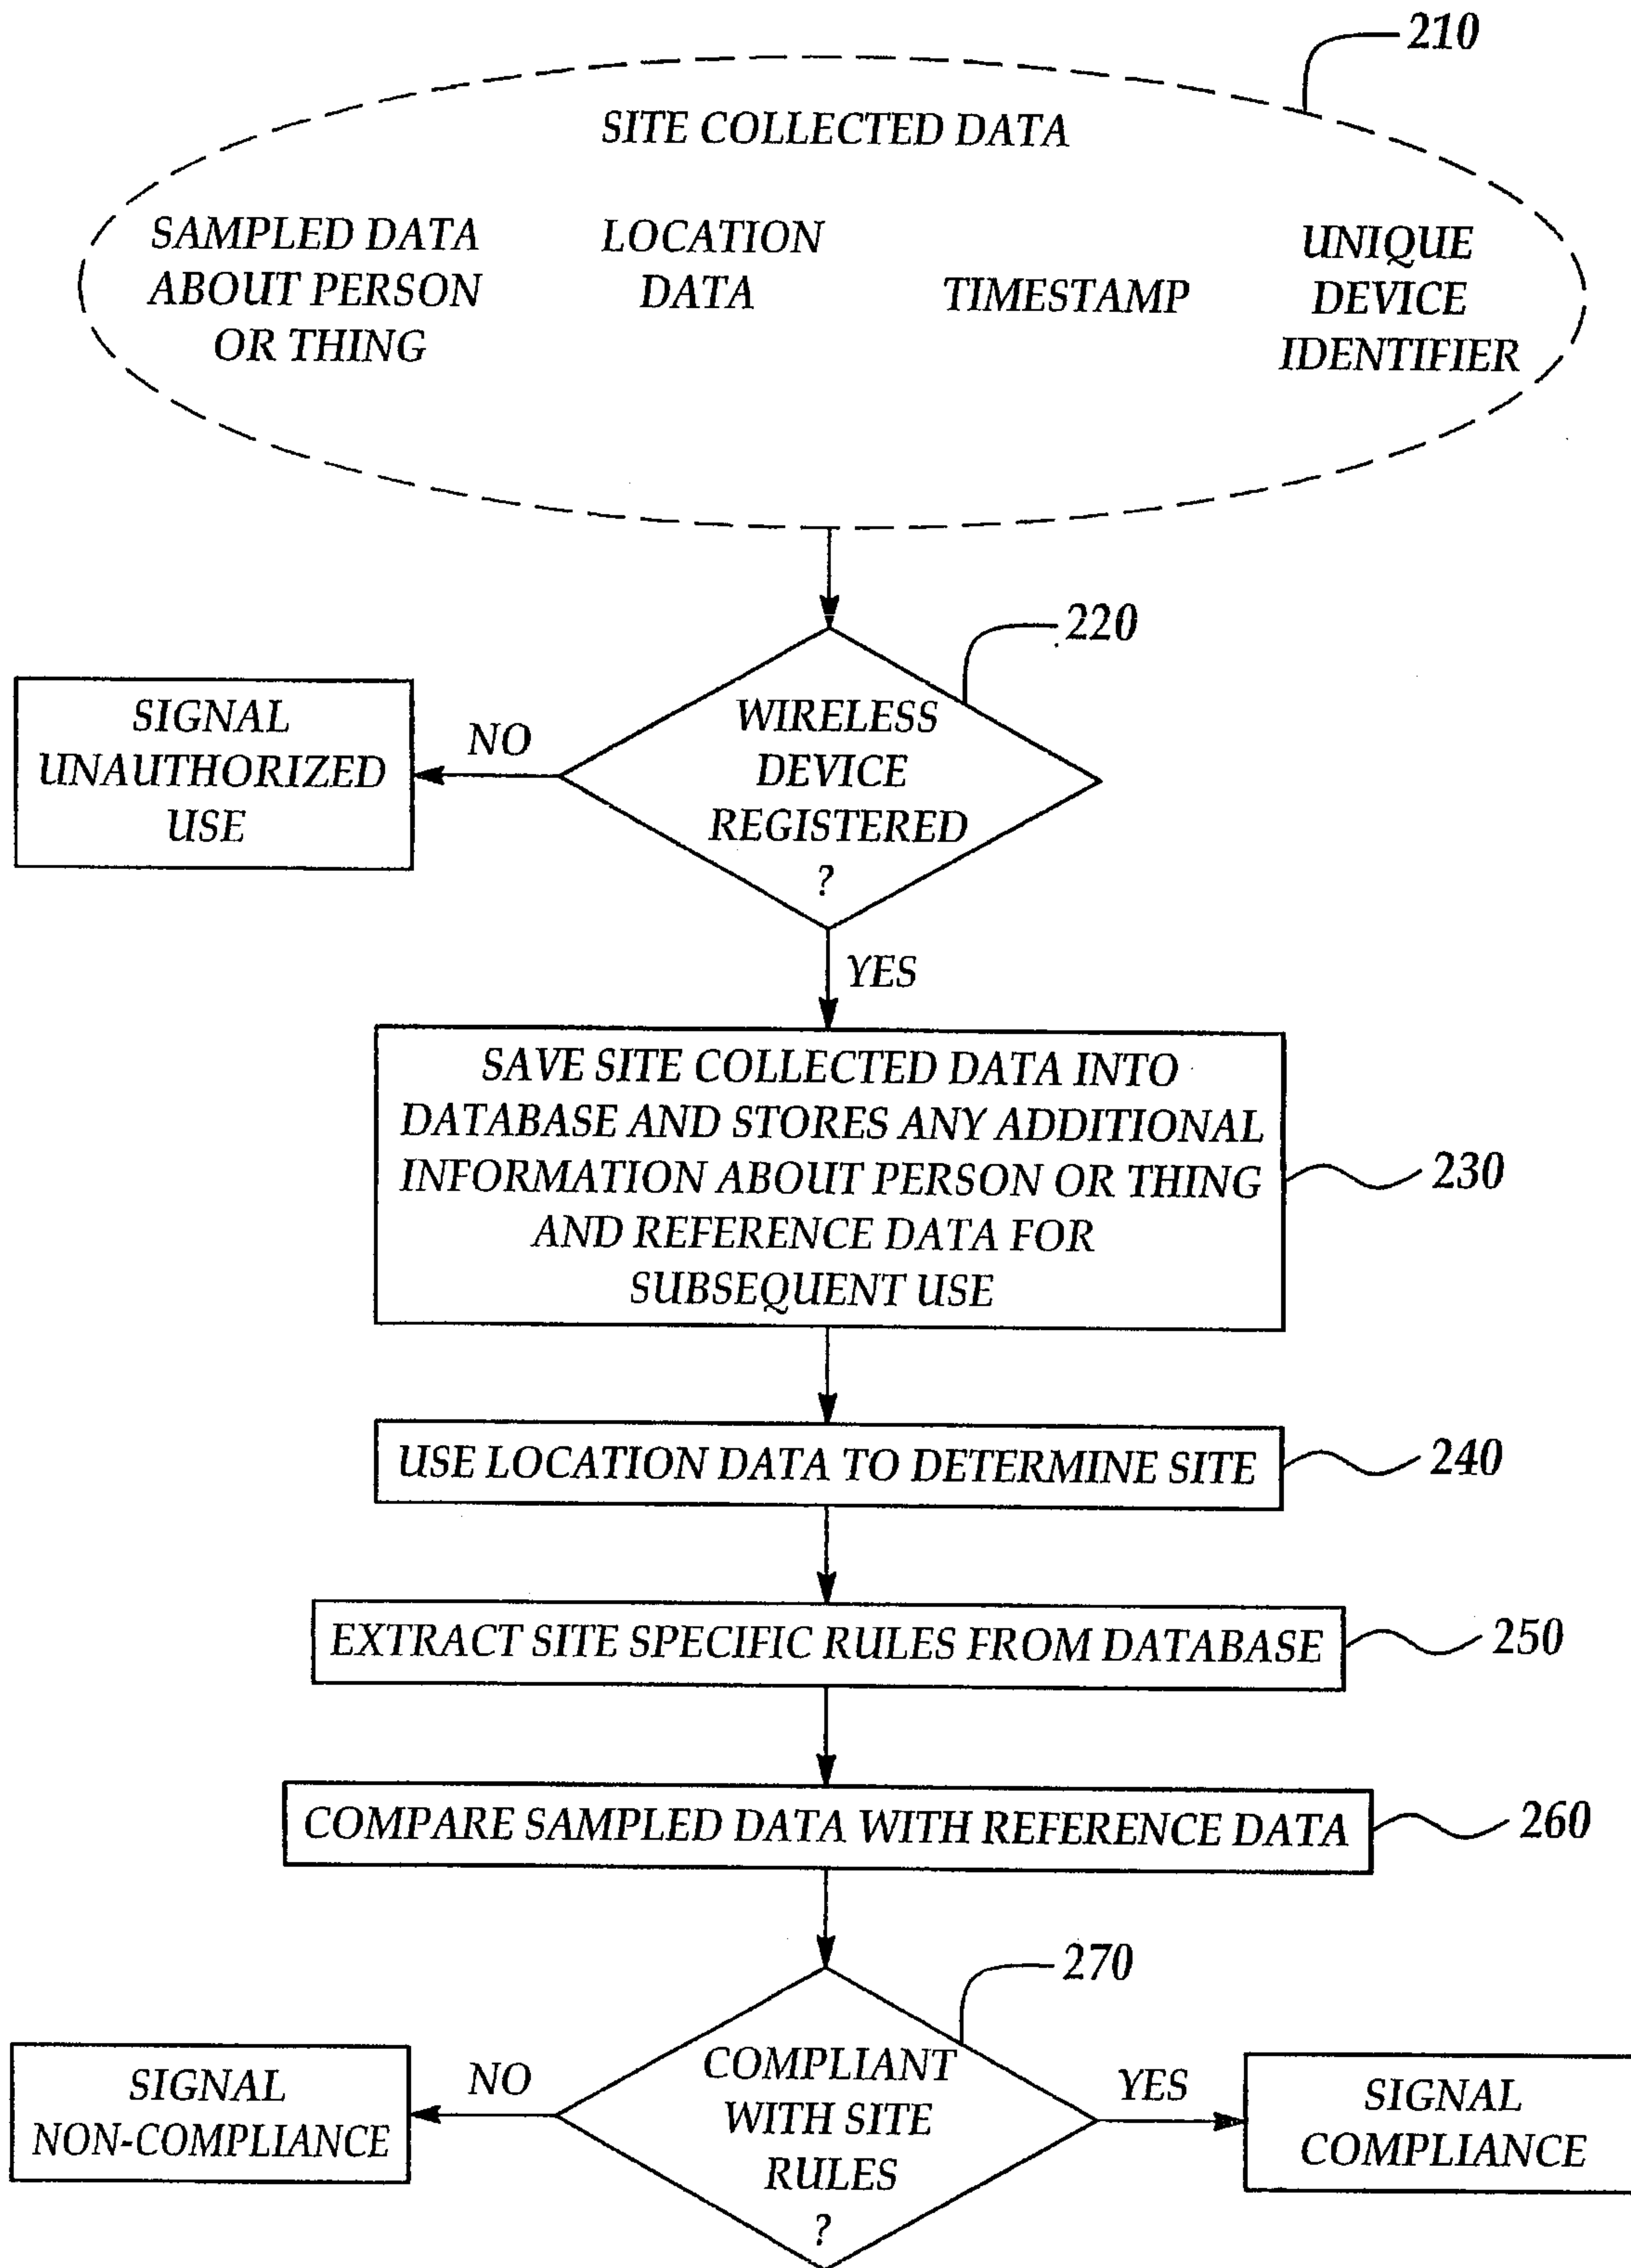 210
SITE COLLECTED DATA
SAMPLED DATA
ABOUT PERSON
OR THING
LOCATION
DATA
TIMESTAMP
UNIQUE
DEVICE
IDENTIFIER
220
WIRELESS
DEVICE
REGISTERED
?
NO
SIGNAL
UNAUTHORIZED
USE
YES
SAVE SITE COLLECTED DATA INTO
DATABASE AND STORES ANY ADDITIONAL
INFORMATION ABOUT PERSON OR THING
AND REFERENCE DATA FOR
SUBSEQUENT USE
230
USE LOCATION DATA TO DETERMINE SITE
240
EXTRACT SITE SPECIFIC RULES FROM DATABASE
250
COMPARE SAMPLED DATA WITH REFERENCE DATA
260
270
COMPLIANT
WITH SITE
RULES
?
NO
SIGNAL
NON-COMPLIANCE
YES
SIGNAL
COMPLIANCE